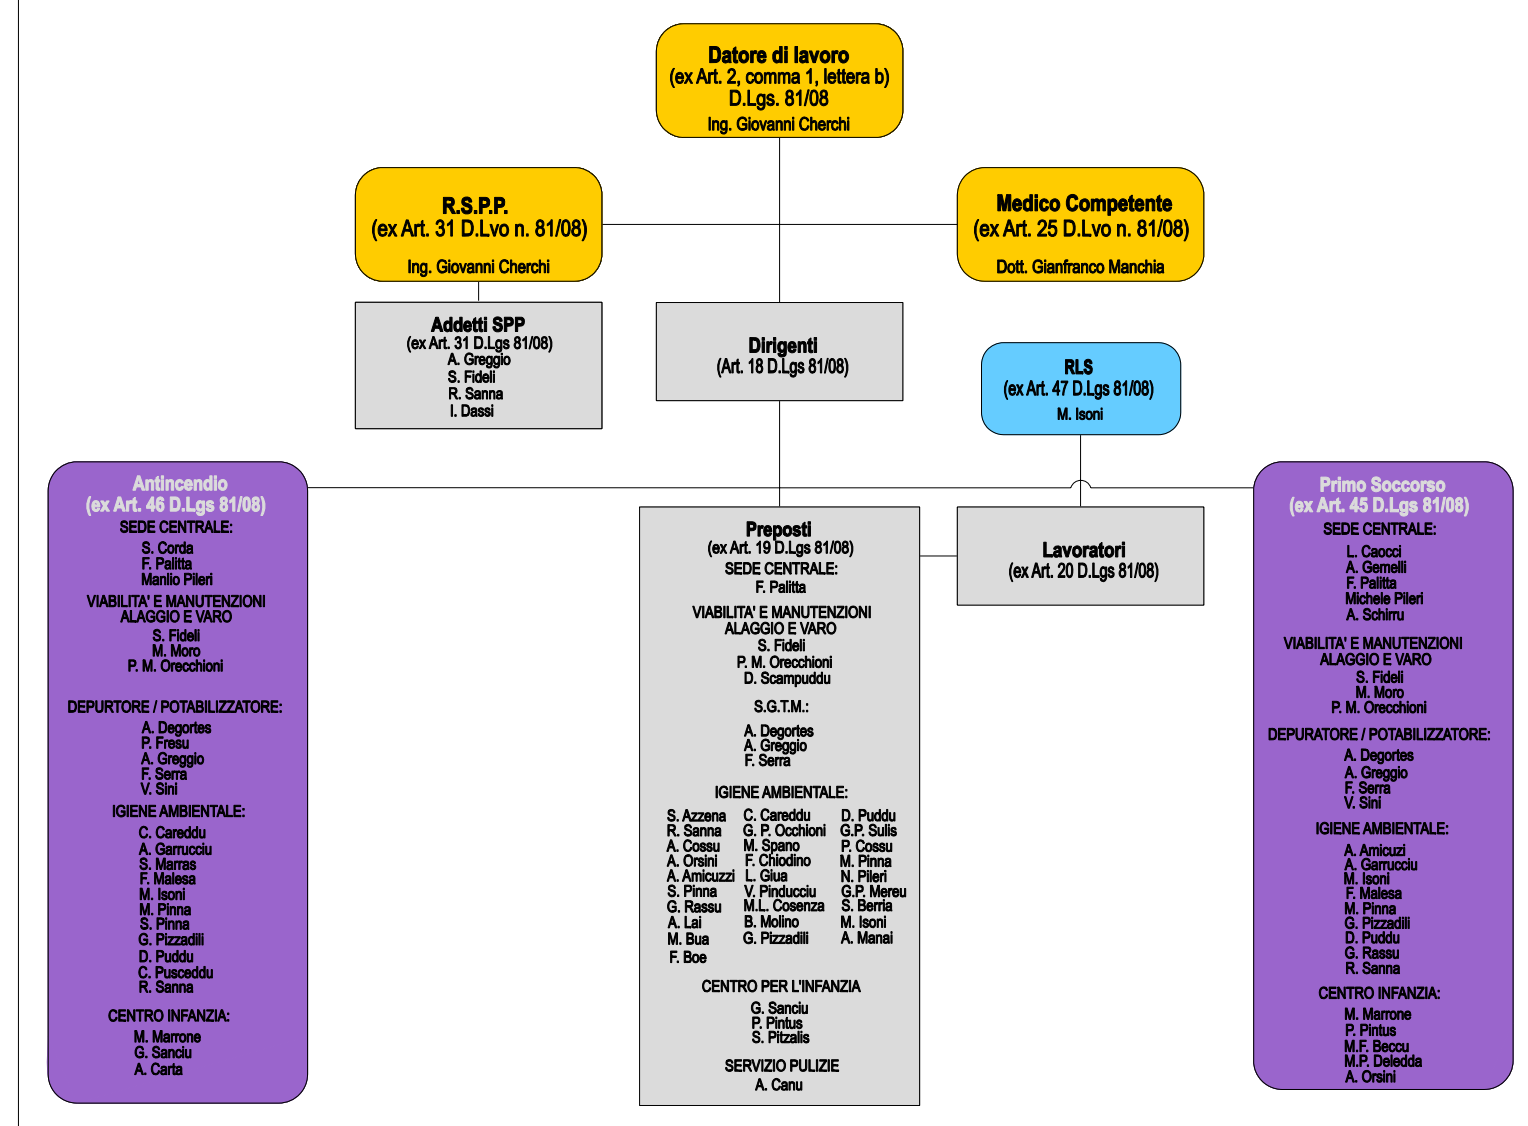 Datore di lavoro
(ex Art. 2, comma 1, lettera b)
D.Lgs. 81/08
Ing. Giovanni Cherchi
R.S.P.P.
(ex Art. 31 D.Lvo n. 81/08)
Ing. Giovanni Cherchi
Medico Competente
(ex Art. 25 D.Lvo n. 81/08)
Dott. Gianfranco Manchia
Addetti SPP
(ex Art. 31 D.Lgs 81/08)
A. Greggio
S. Fideli
R. Sanna
I. Dassi
Dirigenti
(Art. 18 D.Lgs 81/08)
RLS
(ex Art. 47 D.Lgs 81/08)
M. Isoni
Antincendio
(ex Art. 46 D.Lgs 81/08)
SEDE CENTRALE:
S. Corda
F. Palitta
Manlio Pileri
VIABILITA' E MANUTENZIONI
ALAGGIO E VARO
S. Fideli
M. Moro
P. M. Orecchioni
DEPURTORE / POTABILIZZATORE:
A. Degortes
P. Fresu
A. Greggio
F. Serra
V. Sini
IGIENE AMBIENTALE:
C. Careddu
A. Garrucciu
S. Marras
F. Malesa
M. Isoni
M. Pinna
S. Pinna
G. Pizzadili
D. Puddu
C. Pusceddu
R. Sanna
CENTRO INFANZIA:
M. Marrone
G. Sanciu
A. Carta
Preposti
(ex Art. 19 D.Lgs 81/08)
SEDE CENTRALE:
F. Palitta
VIABILITA' E MANUTENZIONI
ALAGGIO E VARO
S. Fideli
P. M. Orecchioni
D. Scampuddu
S.G.T.M.:
A. Degortes
A. Greggio
F. Serra
IGIENE AMBIENTALE:
S. Azzena C. Careddu D. Puddu
R. Sanna G. P. Occhioni G.P. Sulis
A. Cossu M. Spano P. Cossu
A. Orsini F. Chiodino M. Pinna
A. Amicuzzi L. Giua N. Pileri
S. Pinna V. Pinducciu G.P. Mereu
G. Rassu M.L. Cosenza S. Berria
A. Lai B. Molino M. Isoni
M. Bua G. Pizzadili A. Manai
F. Boe
CENTRO PER L'INFANZIA
G. Sanciu
P. Pintus
S. Pitzalis
SERVIZIO PULIZIE
A. Canu
Lavoratori
(ex Art. 20 D.Lgs 81/08)
Primo Soccorso
(ex Art. 45 D.Lgs 81/08)
SEDE CENTRALE:
L. Caocci
A. Gemelli
F. Palitta
Michele Pileri
A. Schirru
VIABILITA' E MANUTENZIONI
ALAGGIO E VARO
S. Fideli
M. Moro
P. M. Orecchioni
DEPURATORE / POTABILIZZATORE:
A. Degortes
A. Greggio
F. Serra
V. Sini
IGIENE AMBIENTALE:
A. Amicuzi
A. Garrucciu
M. Isoni
F. Malesa
M. Pinna
G. Pizzadili
D. Puddu
G. Rassu
R. Sanna
CENTRO INFANZIA:
M. Marrone
P. Pintus
M.F. Beccu
M.P. Deledda
A. Orsini